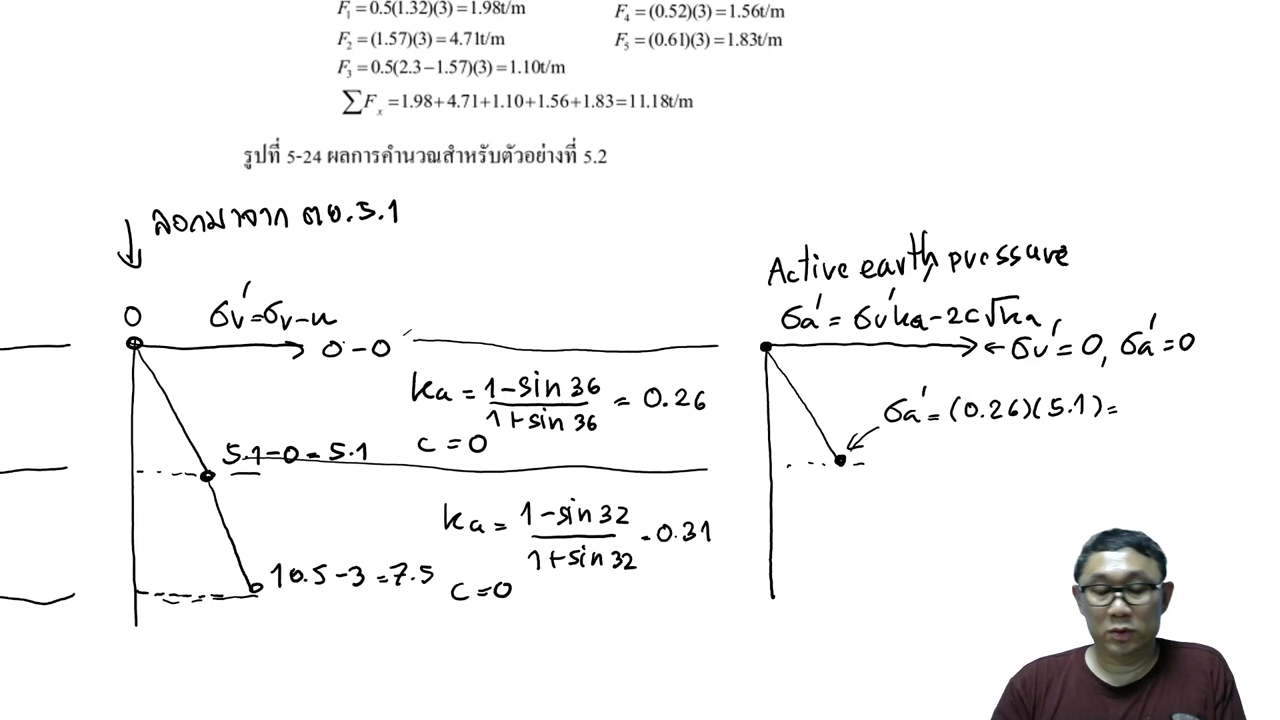 F₁ = 0.5(1.32)(3) = 1.98t/m
F₄ = (0.52)(3) = 1.56t/m
F₂ = (1.57)(3) = 4.71t/m
F₅ = (0.61)(3) = 1.83t/m
F₃ = 0.5(2.3−1.57)(3) = 1.10t/m
∑Fₓ = 1.98+4.71+1.10+1.56+1.83 = 11.18t/m
รูปที่ 5-24 ผลการคำนวณสำหรับตัวอย่างที่ 5.2
↓ ลอกมาจาก ตย.5.1
Active earth pressure
0
σv' = σv-u
σa' = σv'ka - 2c√ka
0-0
← σv' = 0, σa' = 0
ka = 1-sin 36 / 1+sin 36 = 0.26
σa' = (0.26)(5.1) =
c = 0
5.1-0 = 5.1
ka = 1-sin 32 / 1+sin 32 = 0.31
10.5-3 = 7.5
c = 0